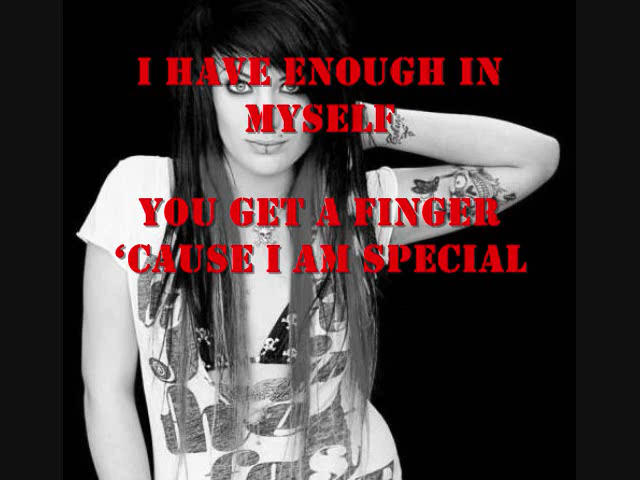 I HAVE ENOUGH IN
MYSELF
YOU GET A FINGER
‘CAUSE I AM SPECIAL